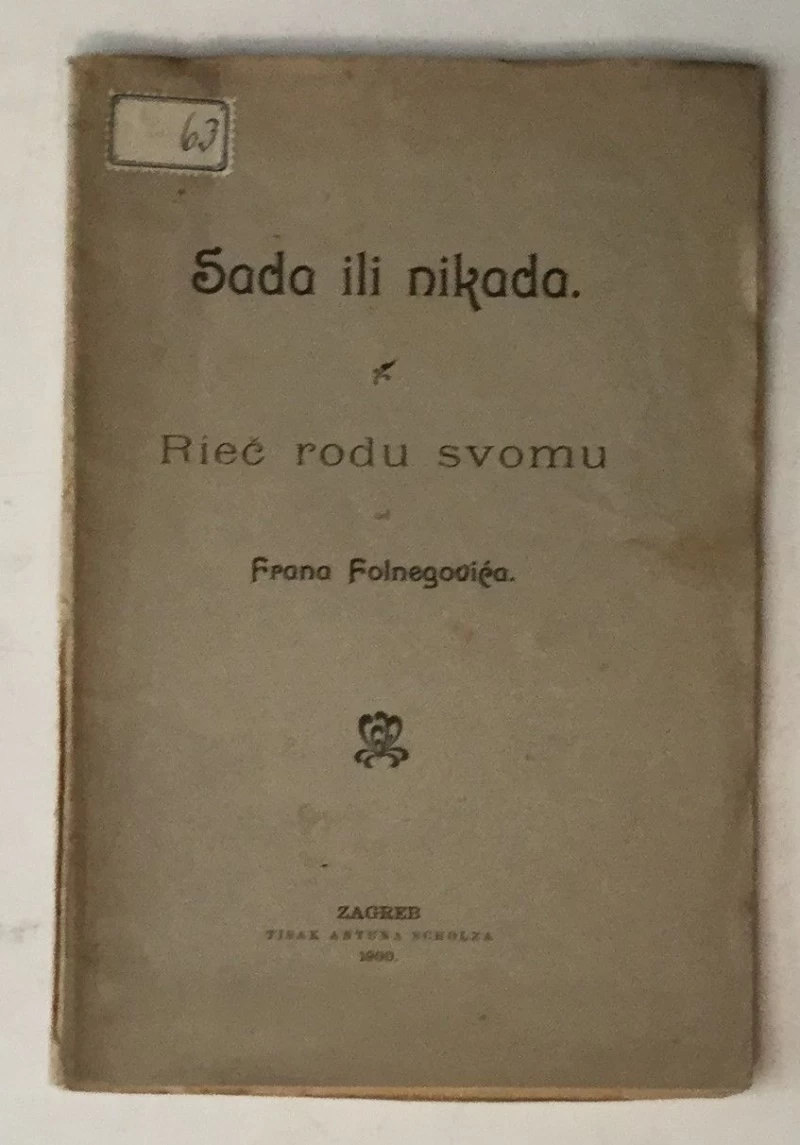 63
Sada ili nikada.
Rieč rodu svomu
od
Frana Folnegovića.
ZAGREB
TISAK ANTUNA SCHOLZA
1900.